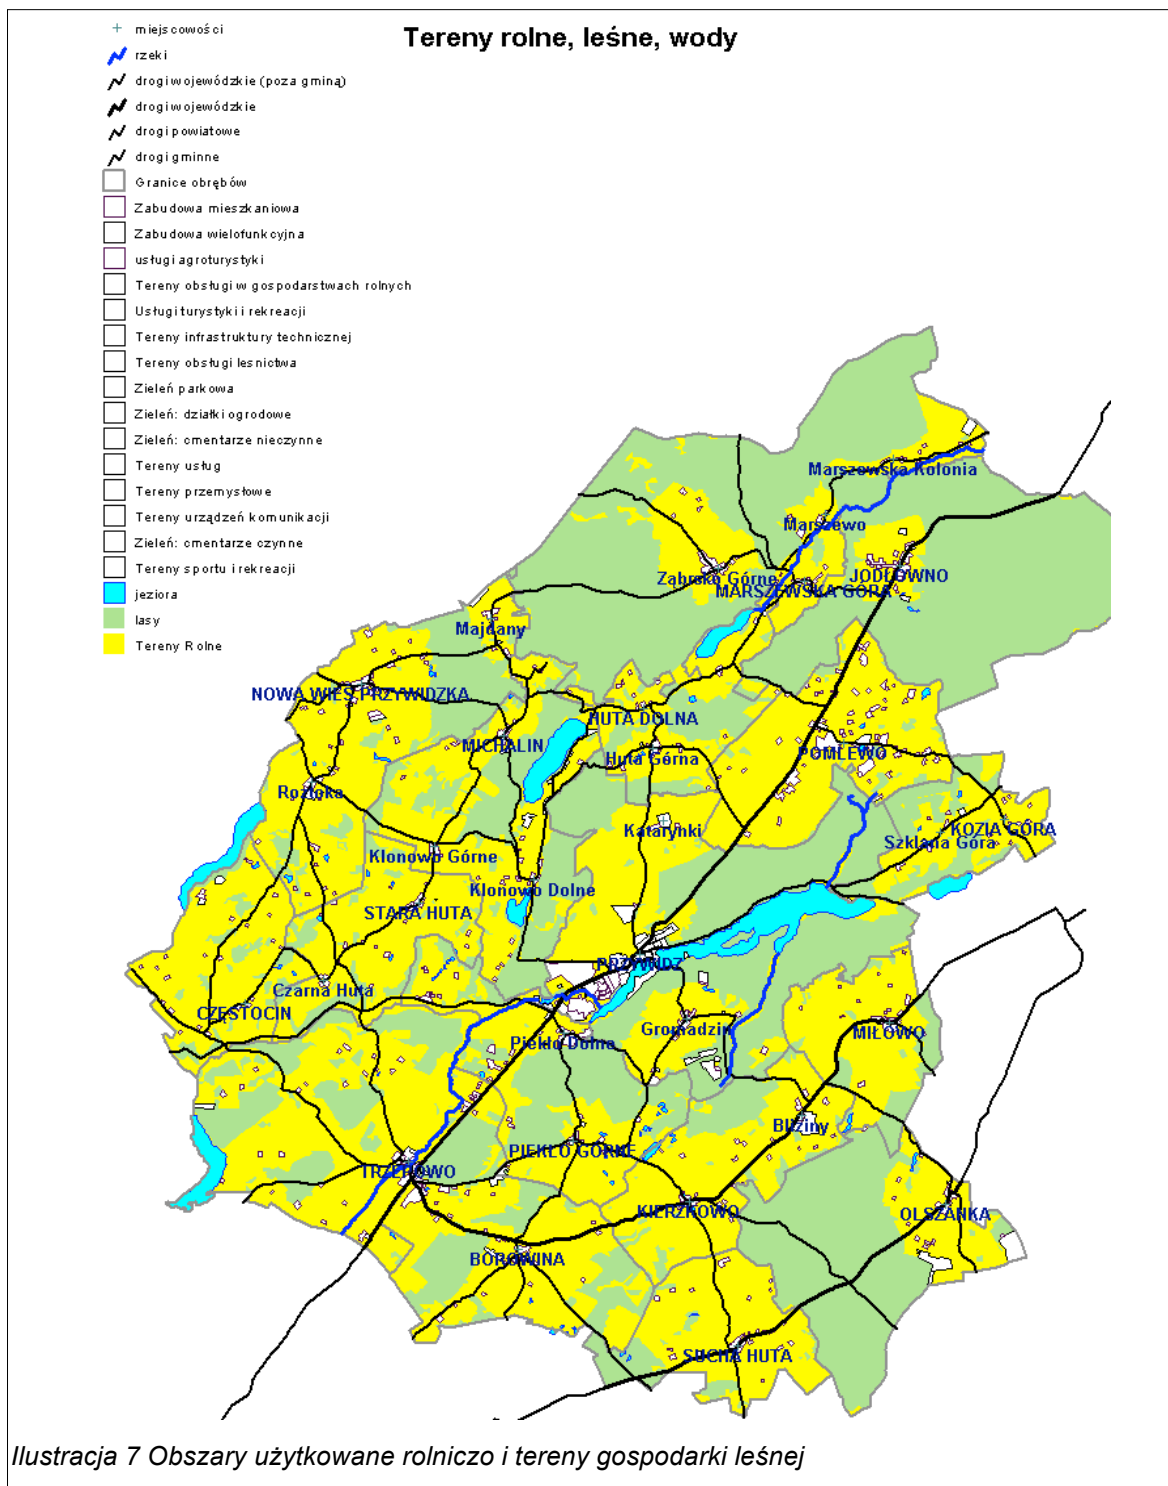 Tereny rolne, leśne, wody
miejscowości
rzeki
drogi wojewódzkie (poza gminą)
drogi wojewódzkie
drogi powiatowe
drogi gminne
Granice obrębów
Zabudowa mieszkaniowa
Zabudowa wielofunkcyjna
usługi agroturystyki
Tereny obsługi w gospodarstwach rolnych
Usługi turystyki i rekreacji
Tereny infrastruktury technicznej
Tereny obsługi lesnictwa
Zieleń parkowa
Zieleń: działki ogrodowe
Zieleń: cmentarze nieczynne
Tereny usług
Tereny przemysłowe
Tereny urządzeń komunikacji
Zieleń: cmentarze czynne
Tereny sportu i rekreacji
jeziora
lasy
Tereny Rolne
Marszewska Kolonia
Marszewo
Ząbrsko Górne
JODŁOWNO
MARSZEWSKA GÓRA
Majdany
NOWA WIEŚ PRZYWIDZKA
HUTA DOLNA
MICHALIN
Huta Górna
POMLEWO
Roztoka
Katarynki
KOZIA GÓRA
Szklana Góra
Klonowo Górne
Klonowo Dolne
STARA HUTA
PRZYWIDZ
Czarna Huta
CZĘSTOCIN
Gromadzin
MIŁOWO
Piekło Dolne
Bliziny
PIEKŁO GÓRNE
TRZEPOWO
KIERZKOWO
OLSZANKA
BOROWINA
SUCHA HUTA
Ilustracja 7 Obszary użytkowane rolniczo i tereny gospodarki leśnej